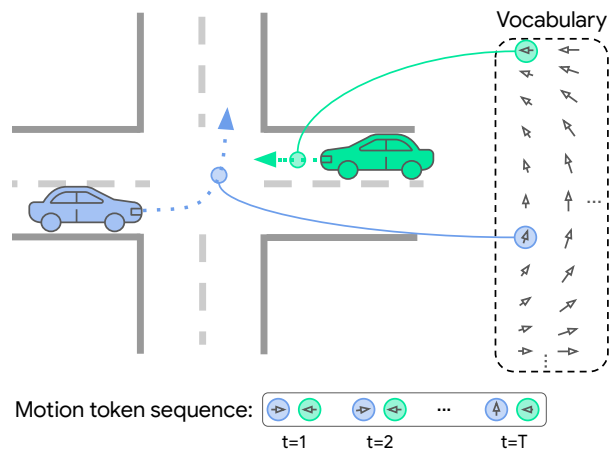 Vocabulary
...
...
Motion token sequence:
...
t=1 t=2 t=T